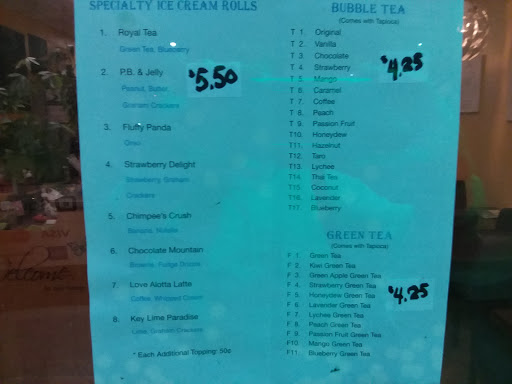 SPECIALTY ICE CREAM ROLLS
1. Royal Tea
Green Tea, Blueberry
2. P.B. & Jelly
$5.50
Peanut, Butter,
Graham Crackers
3. Fluffy Panda
Oreo
4. Strawberry Delight
Strawberry, Graham
Crackers
5. Chimpee's Crush
Banana, Nutella
6. Chocolate Mountain
Brownie, Fudge Drizzle
7. Love Alotta Latte
Coffee, Whipped Cream
8. Key Lime Paradise
Lime, Graham Crackers
* Each Additional Topping: 50¢
BUBBLE TEA
(Comes with Tapioca)
T 1. Original
T 2. Vanilla
T 3. Chocolate
T 4. Strawberry
$4.25
T 5. Mango
T 6. Caramel
T 7. Coffee
T 8. Peach
T 9. Passion Fruit
T10. Honeydew
T11. Hazelnut
T12. Taro
T13. Lychee
T14. Thai Tea
T15. Coconut
T16. Lavender
T17. Blueberry
GREEN TEA
(Comes with Tapioca)
F 1. Green Tea
F 2. Kiwi Green Tea
F 3. Green Apple Green Tea
F 4. Strawberry Green Tea
F 5. Honeydew Green Tea
$4.25
F 6. Lavender Green Tea
F 7. Lychee Green Tea
F 8. Peach Green Tea
F 9. Passion Fruit Green Tea
F10. Mango Green Tea
F11. Blueberry Green Tea
VISA
Welcome